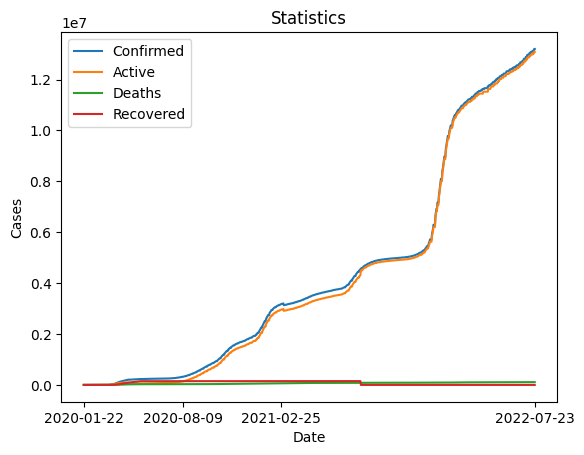 Statistics
1e7
Confirmed
Active
Deaths
Recovered
1.2
1.0
0.8
0.6
0.4
0.2
0.0
Cases
2020-01-22 2020-08-09 2021-02-25 2022-07-23
Date